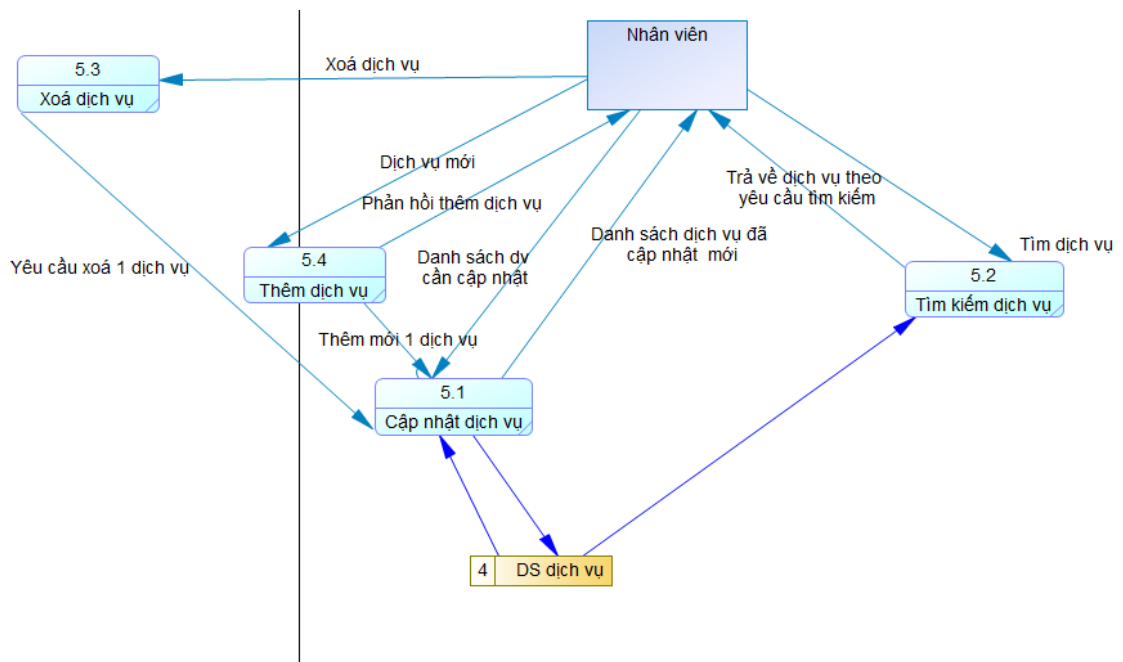 Nhân viên
Xoá dịch vụ
5.3
Xoá dịch vụ
Dịch vụ mới
Phản hồi thêm dịch vụ
Trả về dịch vụ theo
yêu cầu tìm kiếm
Danh sách dịch vụ đã
cập nhật mới
Tìm dịch vụ
Yêu cầu xoá 1 dịch vụ
5.4
Thêm dịch vụ
Danh sách dv
cần cập nhật
5.2
Tìm kiếm dịch vụ
Thêm mới 1 dịch vụ
5.1
Cập nhật dịch vụ
4 DS dịch vụ